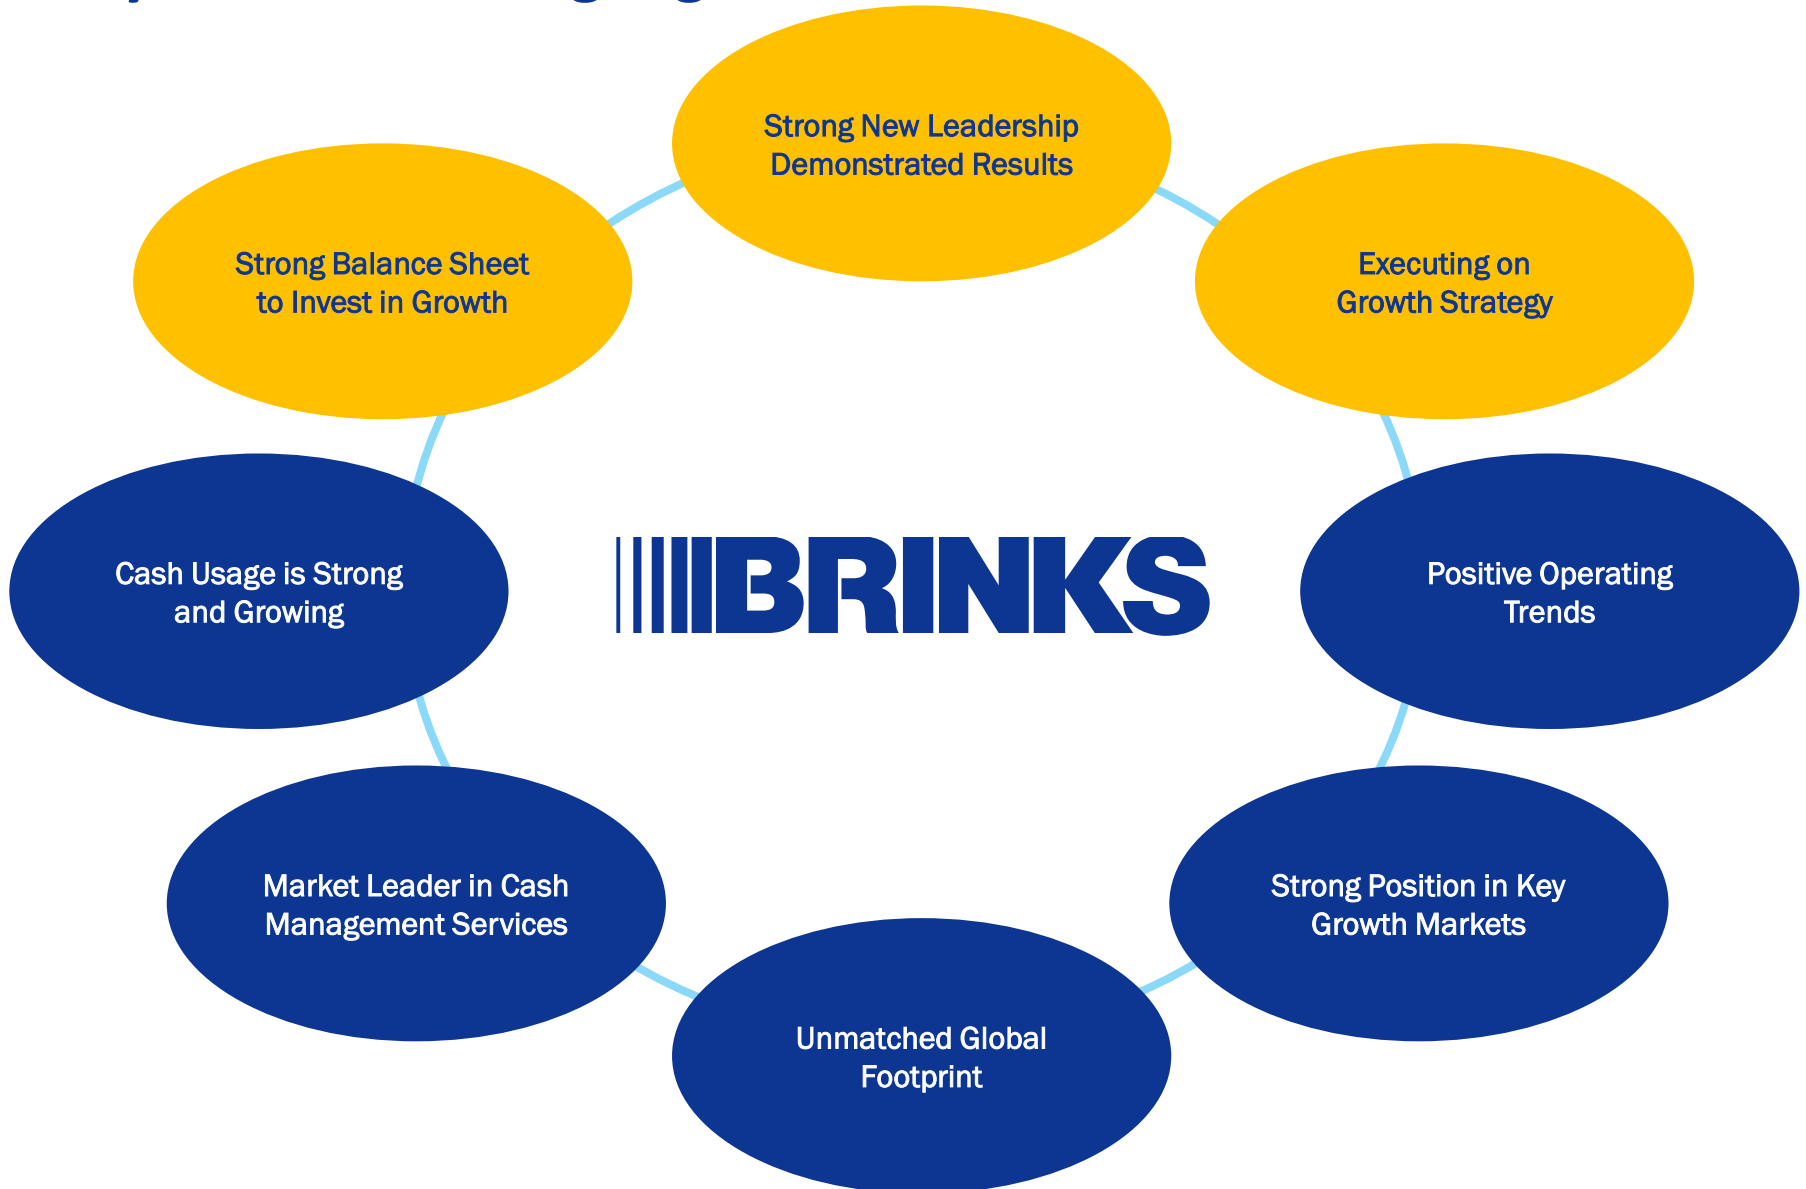 Strong New Leadership
Demonstrated Results
Strong Balance Sheet
to Invest in Growth
Executing on
Growth Strategy
Cash Usage is Strong
and Growing
BRINKS
Positive Operating
Trends
Market Leader in Cash
Management Services
Strong Position in Key
Growth Markets
Unmatched Global
Footprint